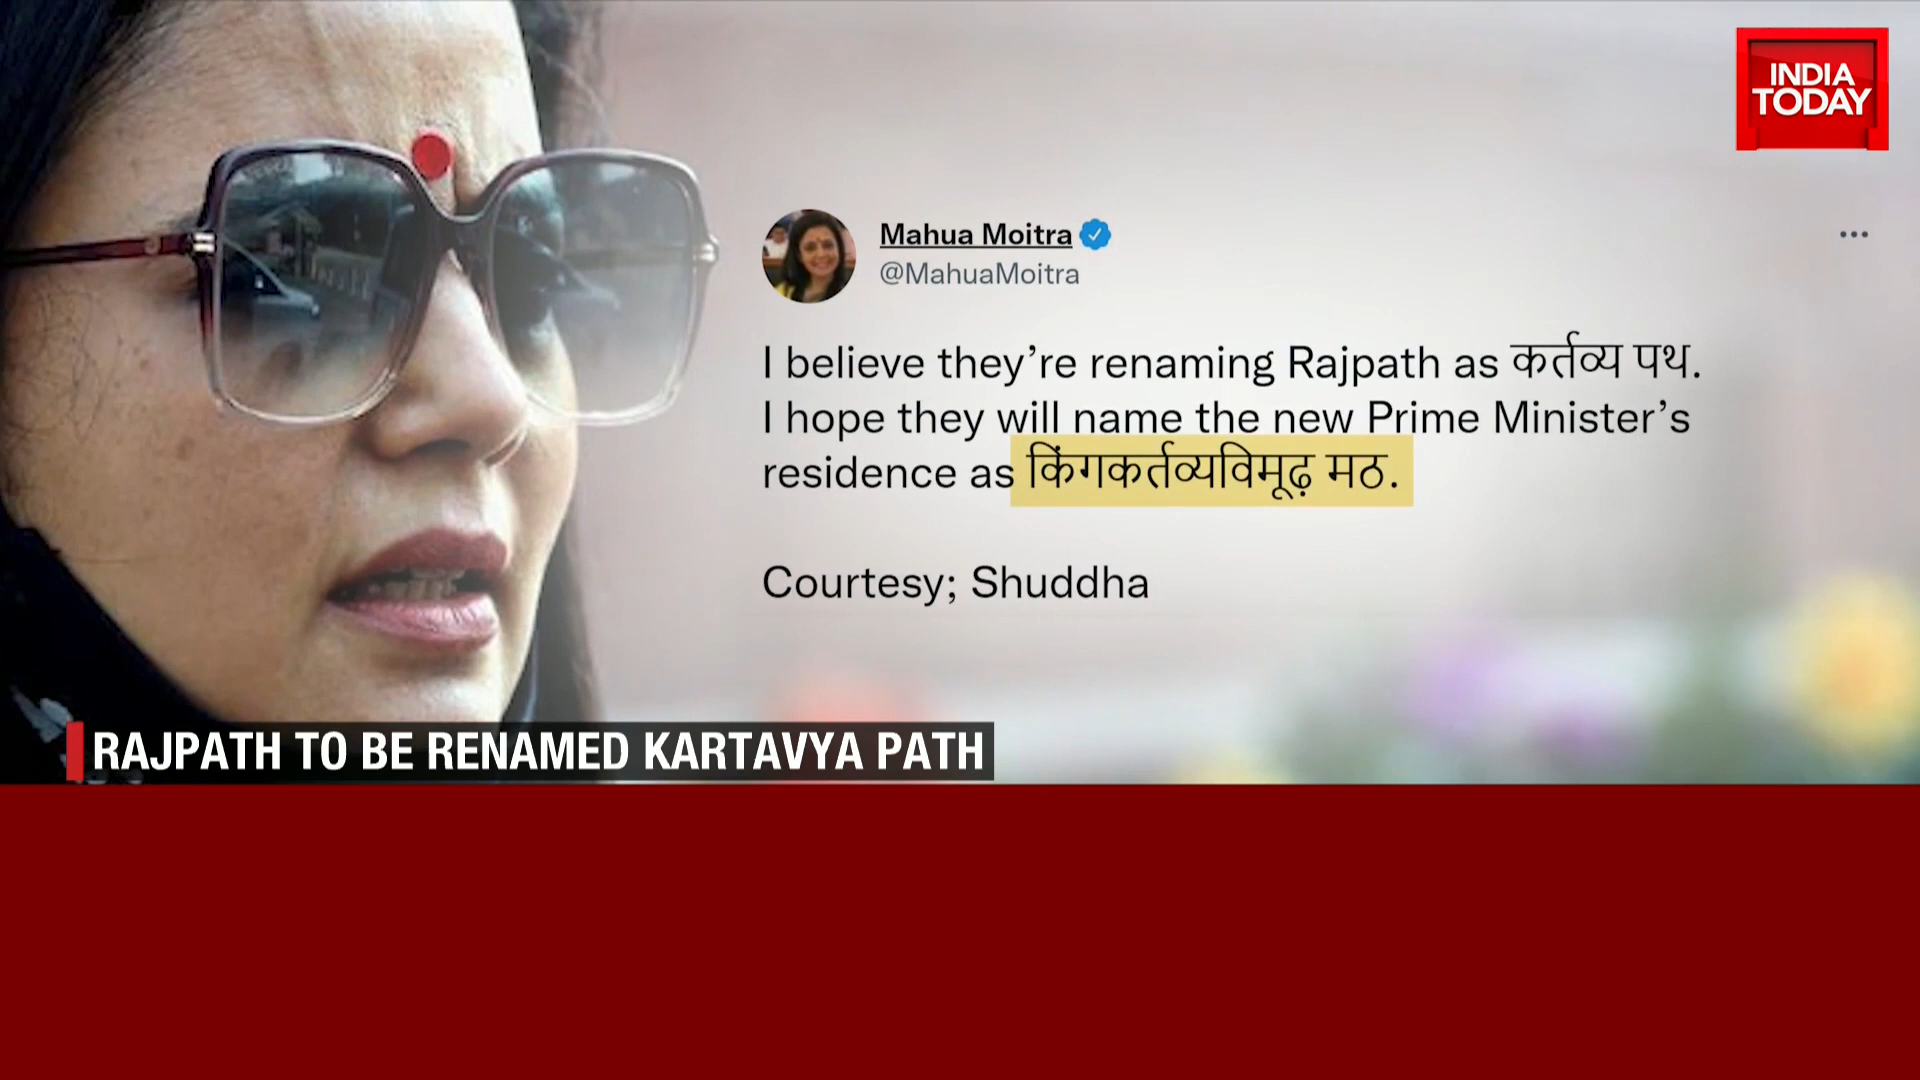 INDIA
TODAY
Mahua Moitra
@MahuaMoitra
I believe they’re renaming Rajpath as कर्तव्य पथ.
I hope they will name the new Prime Minister’s
residence as किंगकर्तव्यविमूढ़ मठ.
Courtesy; Shuddha
RAJPATH TO BE RENAMED KARTAVYA PATH